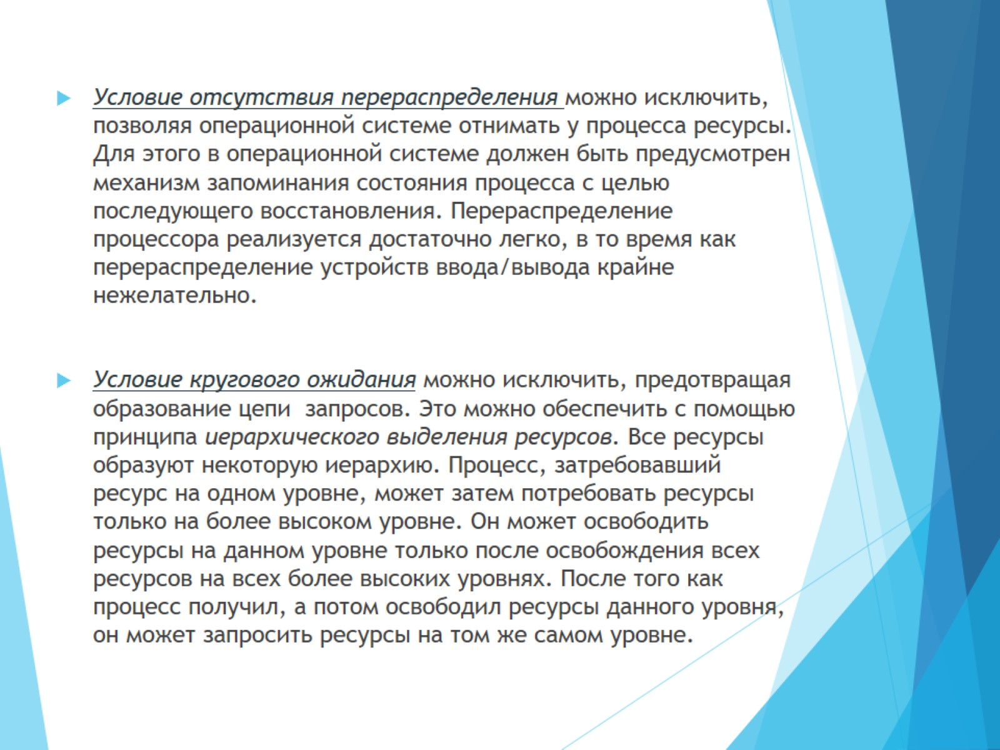 Условие отсутствия перераспределения можно исключить,
позволяя операционной системе отнимать у процесса ресурсы.
Для этого в операционной системе должен быть предусмотрен
механизм запоминания состояния процесса с целью
последующего восстановления. Перераспределение
процессора реализуется достаточно легко, в то время как
перераспределение устройств ввода/вывода крайне
нежелательно.
Условие кругового ожидания можно исключить, предотвращая
образование цепи  запросов. Это можно обеспечить с помощью
принципа иерархического выделения ресурсов. Все ресурсы
образуют некоторую иерархию. Процесс, затребовавший
ресурс на одном уровне, может затем потребовать ресурсы
только на более высоком уровне. Он может освободить
ресурсы на данном уровне только после освобождения всех
ресурсов на всех более высоких уровнях. После того как
процесс получил, а потом освободил ресурсы данного уровня,
он может запросить ресурсы на том же самом уровне.